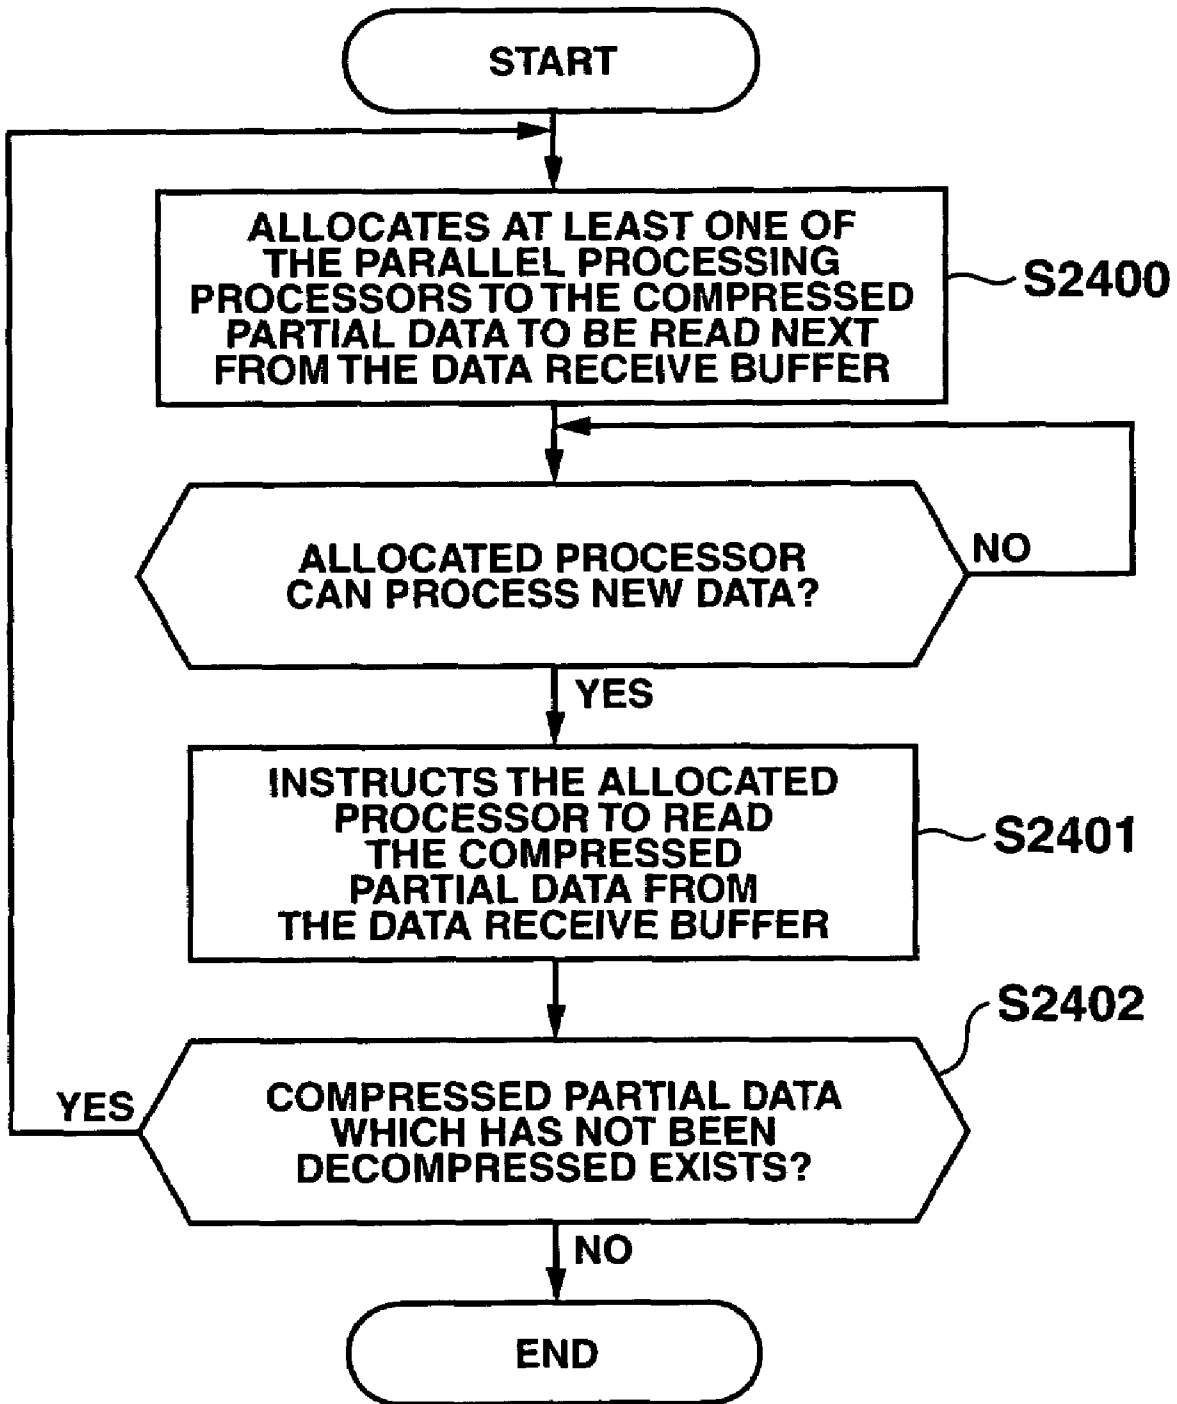 START
ALLOCATES AT LEAST ONE OF
THE PARALLEL PROCESSING
PROCESSORS TO THE COMPRESSED
PARTIAL DATA TO BE READ NEXT
FROM THE DATA RECEIVE BUFFER
S2400
ALLOCATED PROCESSOR
CAN PROCESS NEW DATA?
NO
YES
INSTRUCTS THE ALLOCATED
PROCESSOR TO READ
THE COMPRESSED
PARTIAL DATA FROM
THE DATA RECEIVE BUFFER
S2401
S2402
COMPRESSED PARTIAL DATA
WHICH HAS NOT BEEN
DECOMPRESSED EXISTS?
YES
NO
END